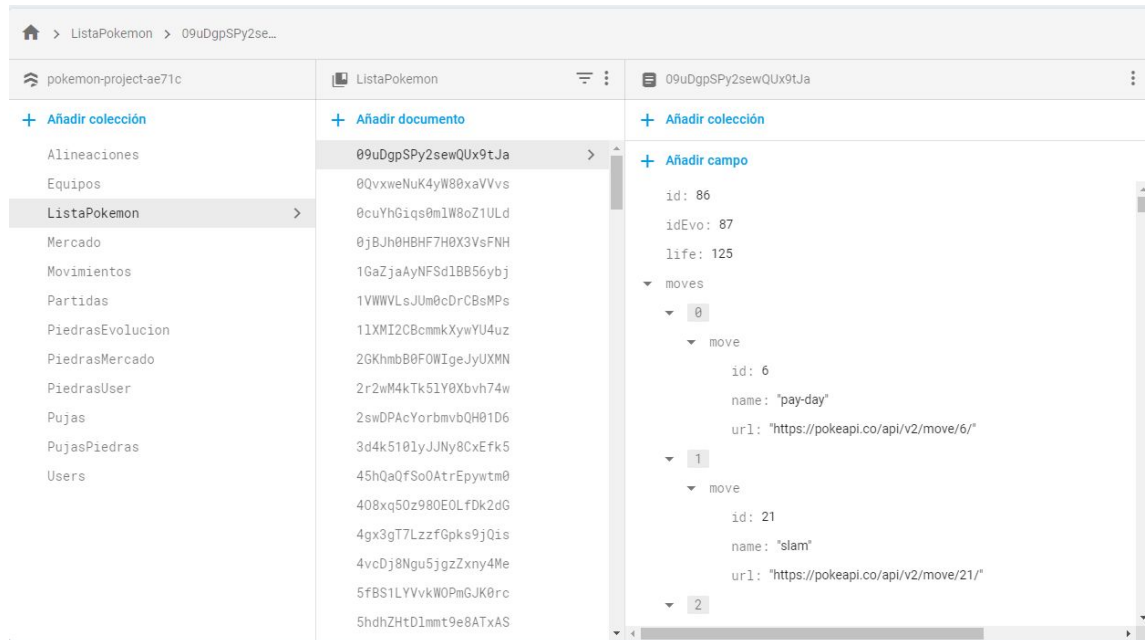 ListaPokemon > 09uDgpSPy2se...
pokemon-project-ae71c
Añadir colección
Alineaciones
Equipos
ListaPokemon
Mercado
Movimientos
Partidas
PiedrasEvolucion
PiedrasMercado
PiedrasUser
Pujas
PujasPiedras
Users
ListaPokemon
Añadir documento
09uDgpSPy2sewQUx9tJa
0QvxweNuK4yW80xaVVvs
0cuYhGiqs0mlW8oZ1ULd
0jBJh0HBHF7H0X3VsFNH
1GaZjaAyNFSdlBB56ybj
1VWWVLsJUm0cDrCBsMPs
1lXMI2CBcmmkXywYU4uz
2GKhmbB0FOWIgeJyUXMN
2r2wM4kTk5lY0Xbvh74w
2swDPAcYorbmvbQH01D6
3d4k510lyJJNy8CxEfk5
45hQaQfSoOAtrEpywtm0
4O8xq5Oz98OEOLfDk2dG
4gx3gT7LzzfGpks9jQis
4vcDj8Ngu5jgzZxny4Me
5fBS1LYVvkWOPmGJK0rc
5hdhZHtDlmmt9e8ATxAS
09uDgpSPy2sewQUx9tJa
Añadir colección
Añadir campo
id: 86
idEvo: 87
life: 125
moves
0
move
id: 6
name: "pay-day"
url: "https://pokeapi.co/api/v2/move/6/"
1
move
id: 21
name: "slam"
url: "https://pokeapi.co/api/v2/move/21/"
2